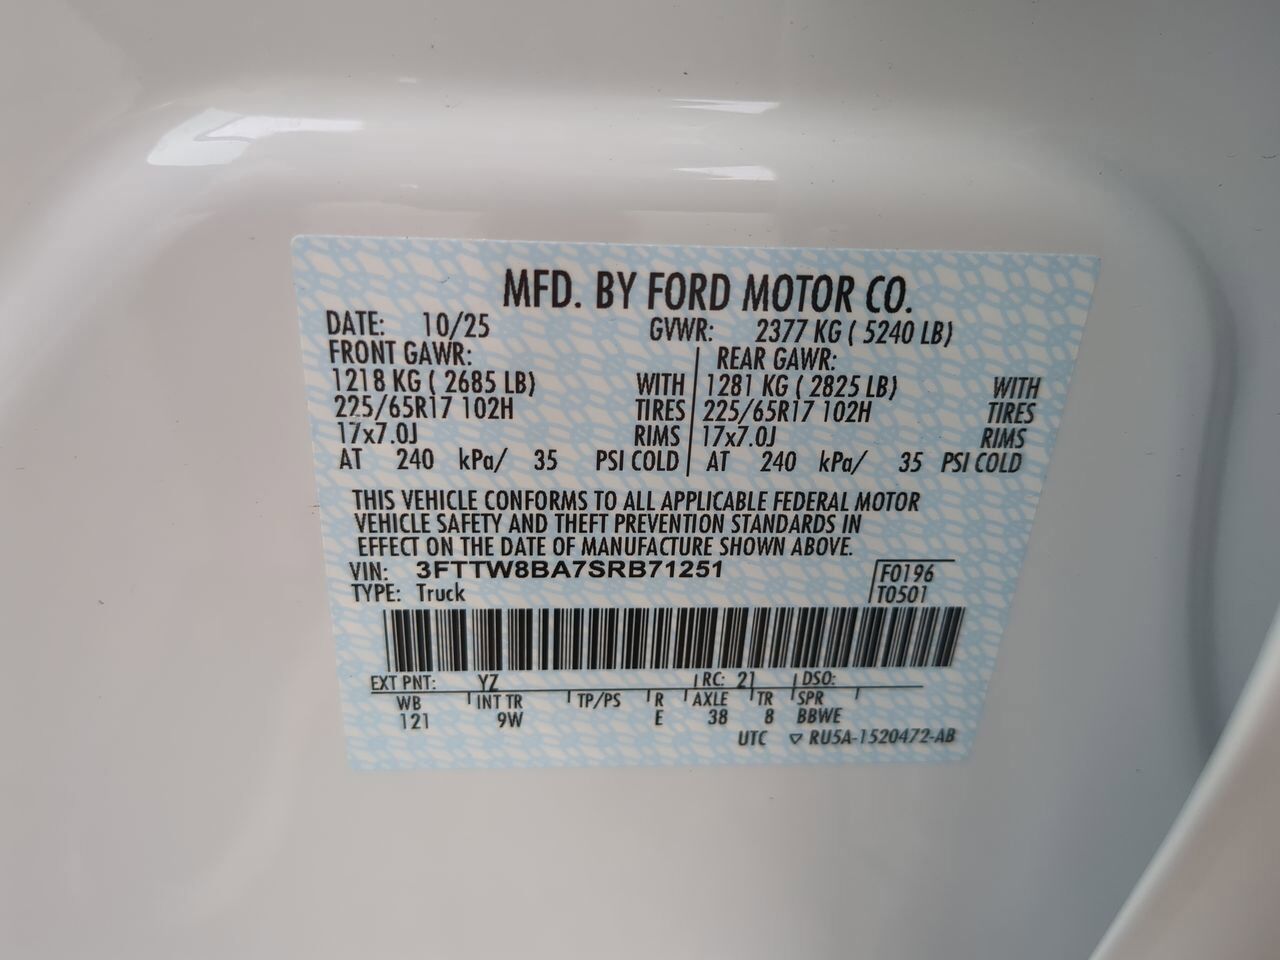 MFD. BY FORD MOTOR CO.
DATE: 10/25 GVWR: 2377 KG ( 5240 LB)
FRONT GAWR: REAR GAWR:
1218 KG ( 2685 LB) WITH 1281 KG ( 2825 LB) WITH
225/65R17 102H TIRES 225/65R17 102H TIRES
17x7.0J RIMS 17x7.0J RIMS
AT 240 kPa/ 35 PSI COLD AT 240 kPa/ 35 PSI COLD
THIS VEHICLE CONFORMS TO ALL APPLICABLE FEDERAL MOTOR
VEHICLE SAFETY AND THEFT PREVENTION STANDARDS IN
EFFECT ON THE DATE OF MANUFACTURE SHOWN ABOVE.
VIN: 3FTTW8BA7SRB71251 F0196
TYPE: Truck T0501
EXT PNT: YZ RC: 21 DSO:
WB INT TR TP/PS R AXLE TR SPR
121 9W E 38 8 BBWE
UTC ▽ RU5A-1520472-AB